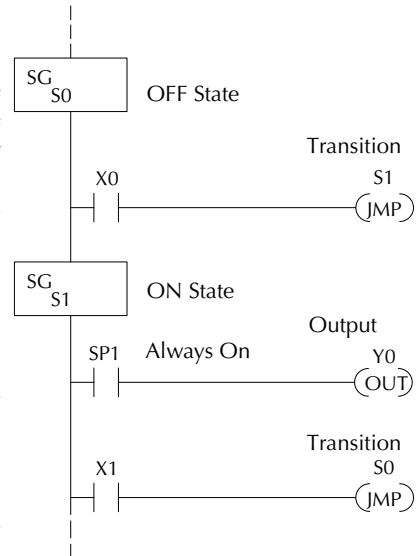 SG
S0
OFF State
Transition
X0
S1
JMP
SG
S1
ON State
Output
SP1
Always On
Y0
OUT
Transition
X1
S0
JMP